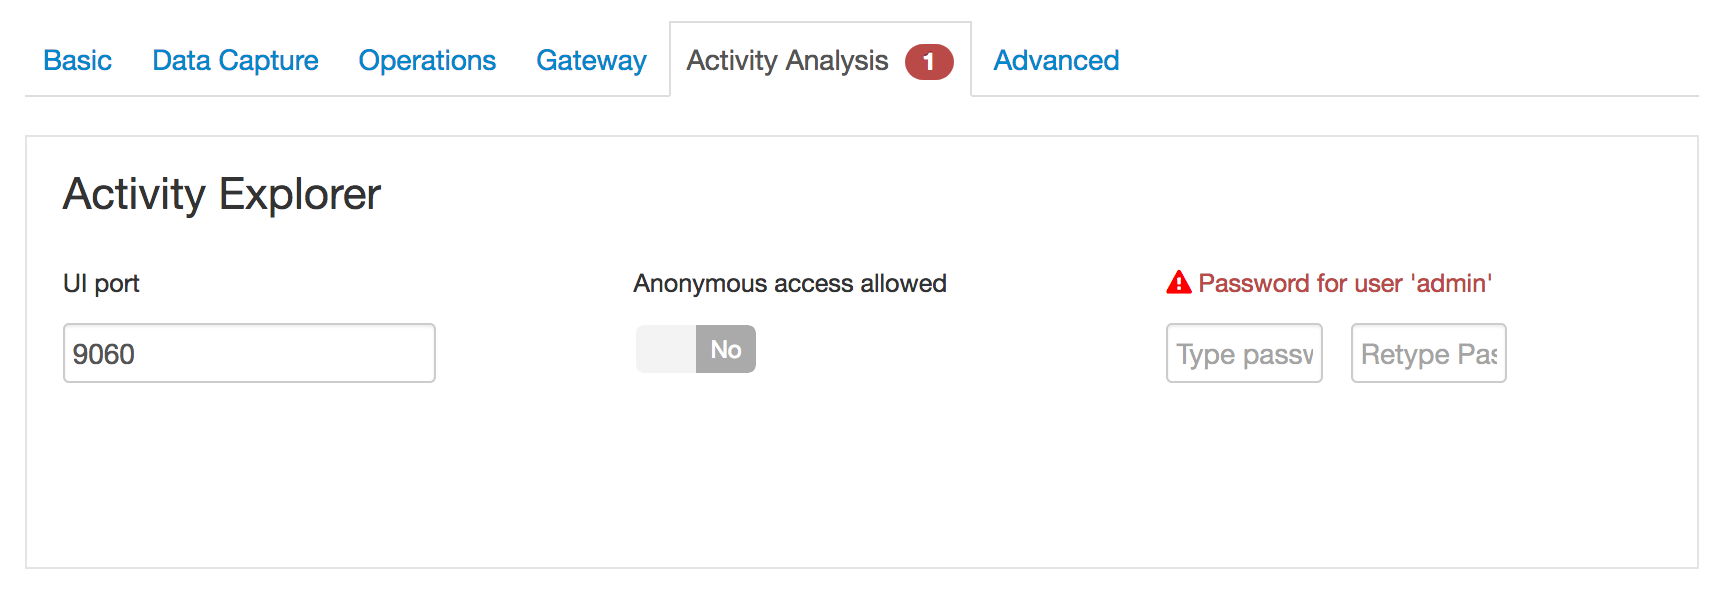 Basic Data Capture Operations Gateway Activity Analysis 1 Advanced
Activity Explorer
UI port Anonymous access allowed Password for user 'admin'
9060 No Type passw Retype Pas